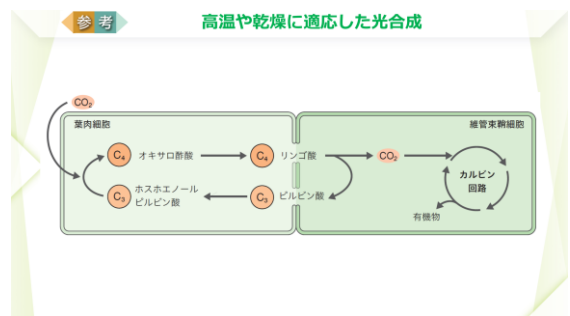 参考
高温や乾燥に適応した光合成
CO₂
葉肉細胞
維管束鞘細胞
C₄ オキサロ酢酸
C₄ リンゴ酸
CO₂
カルビン
回路
C₃ ホスホエノール
ピルビン酸
C₃ ピルビン酸
有機物